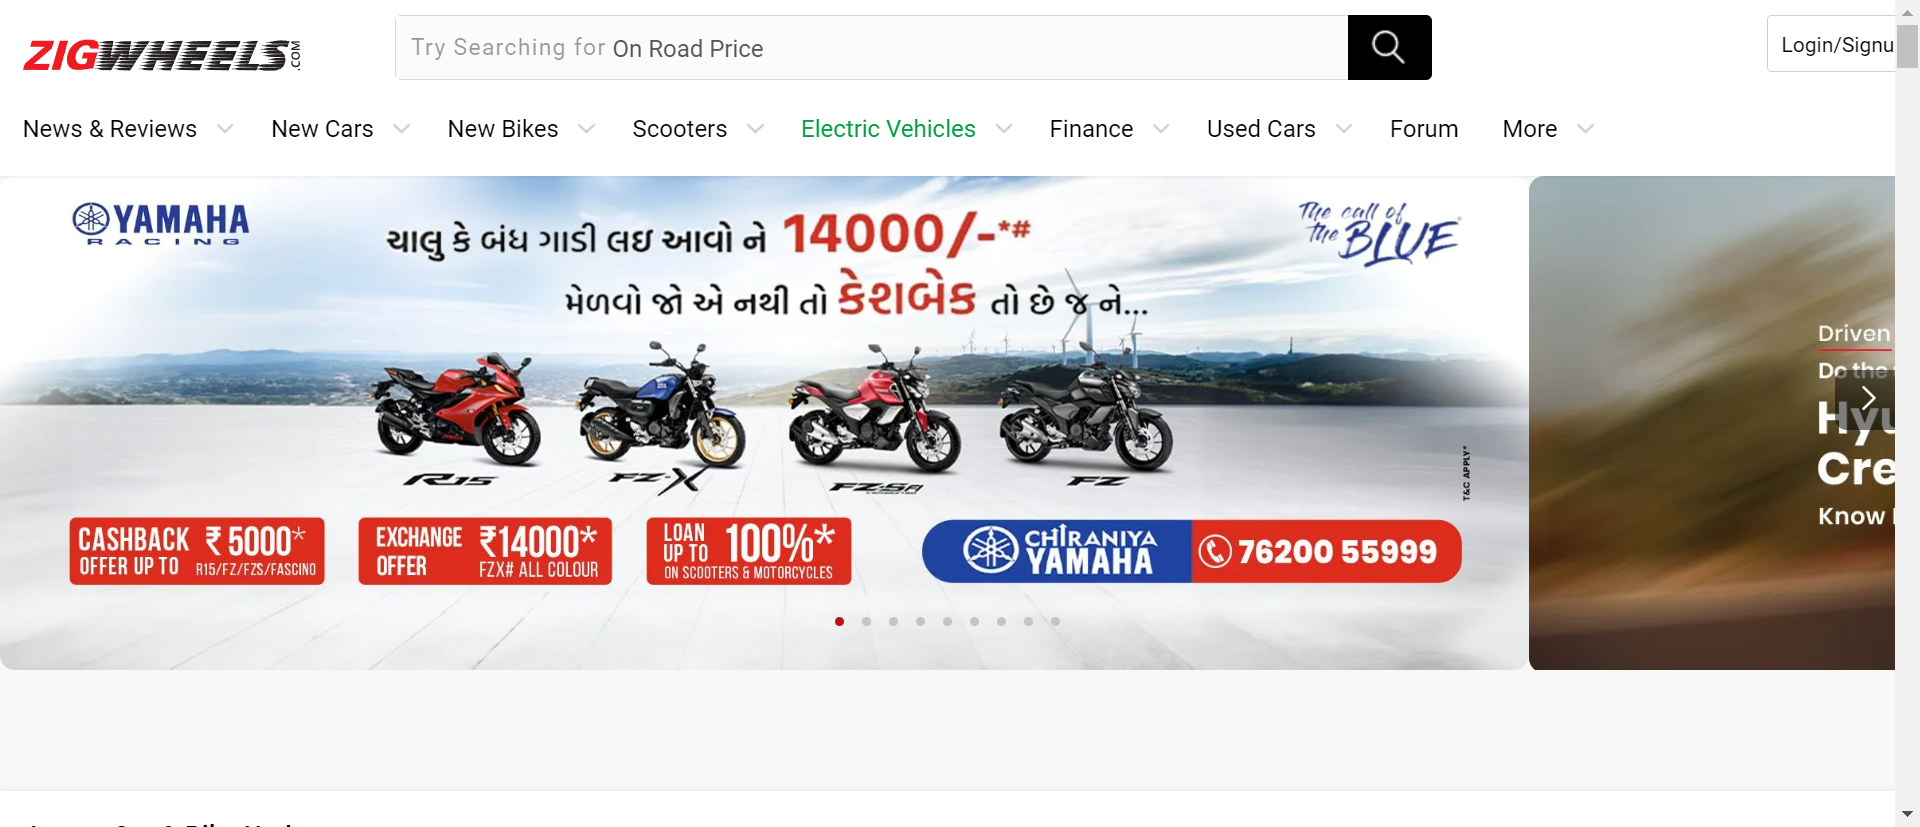 ZIGWHEELS.COM
Try Searching for On Road Price
Login/Signu
News & Reviews
New Cars
New Bikes
Scooters
Electric Vehicles
Finance
Used Cars
Forum
More
YAMAHA
RACING
ચાલુ કે બંધ ગાડી લઇ આવો ને 14000/-*#
મેળવો જો એ નથી તો કેશબેક તો છે જ ને...
The call of
the BLUE
R15
FZ-X
FZ-S FI
FZ
T&C APPLY*
CASHBACK ₹ 5000*
OFFER UP TO R15/FZ/FZS/FASCINO
EXCHANGE ₹14000*
OFFER FZX# ALL COLOUR
LOAN
UP TO 100%*
ON SCOOTERS & MOTORCYCLES
CHIRANIYA
YAMAHA
76200 55999
Driven
Do the
Hyu
Cre
Know